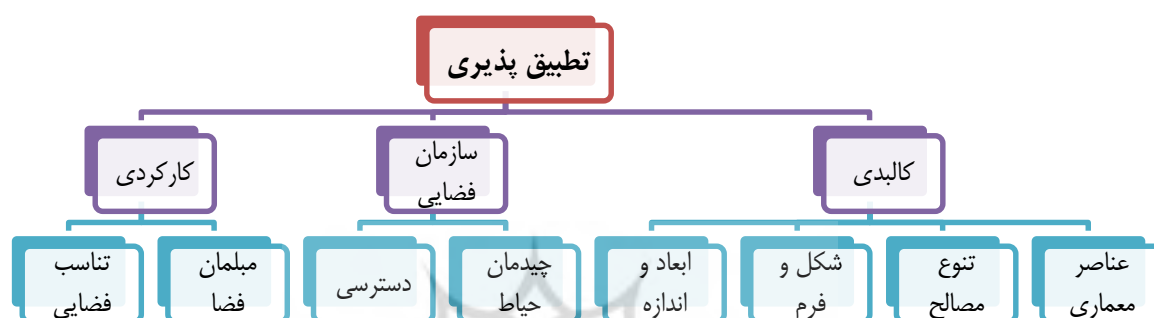 تطبیق پذیری
کالبدی
سازمان
فضایی
کارکردی
عناصر
معماری
تنوع
مصالح
شکل و
فرم
ابعاد و
اندازه
چیدمان
حیاط
دسترسی
مبلمان
فضا
تناسب
فضایی